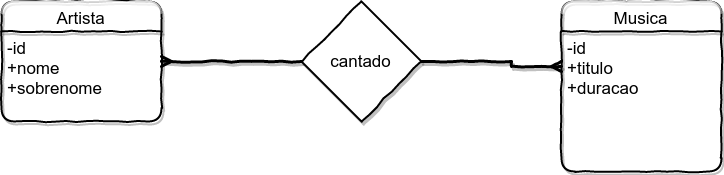 Artista
-id
+nome
+sobrenome
cantado
Musica
-id
+titulo
+duracao